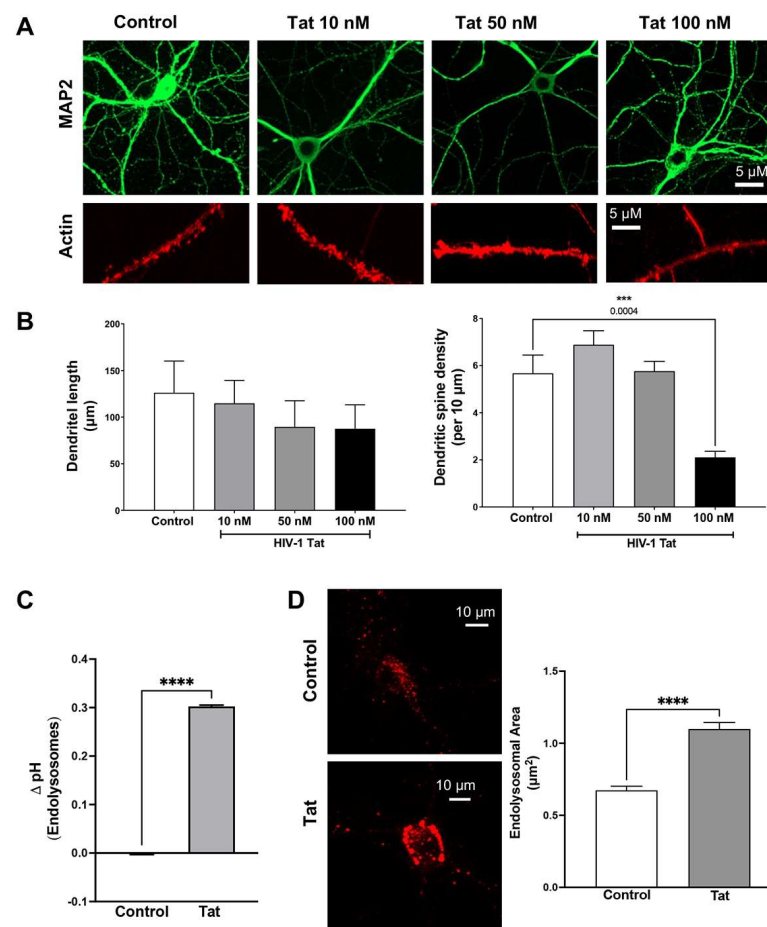 A
Control
Tat 10 nM
Tat 50 nM
Tat 100 nM
MAP2
5 µM
Actin
5 µM
B
Dendritel length
(µm)
200
150
100
50
0
Control
10 nM
50 nM
100 nM
HIV-1 Tat
Dendritic spine density
(per 10 µm)
8
6
4
2
0
***
0.0004
Control
10 nM
50 nM
100 nM
HIV-1 Tat
C
Δ pH
(Endolysosomes)
0.4
0.3
0.2
0.1
0.0
-0.1
****
Control
Tat
D
Control
10 µm
Tat
10 µm
Endolysosomal Area
(µm²)
1.5
1.0
0.5
0.0
****
Control
Tat